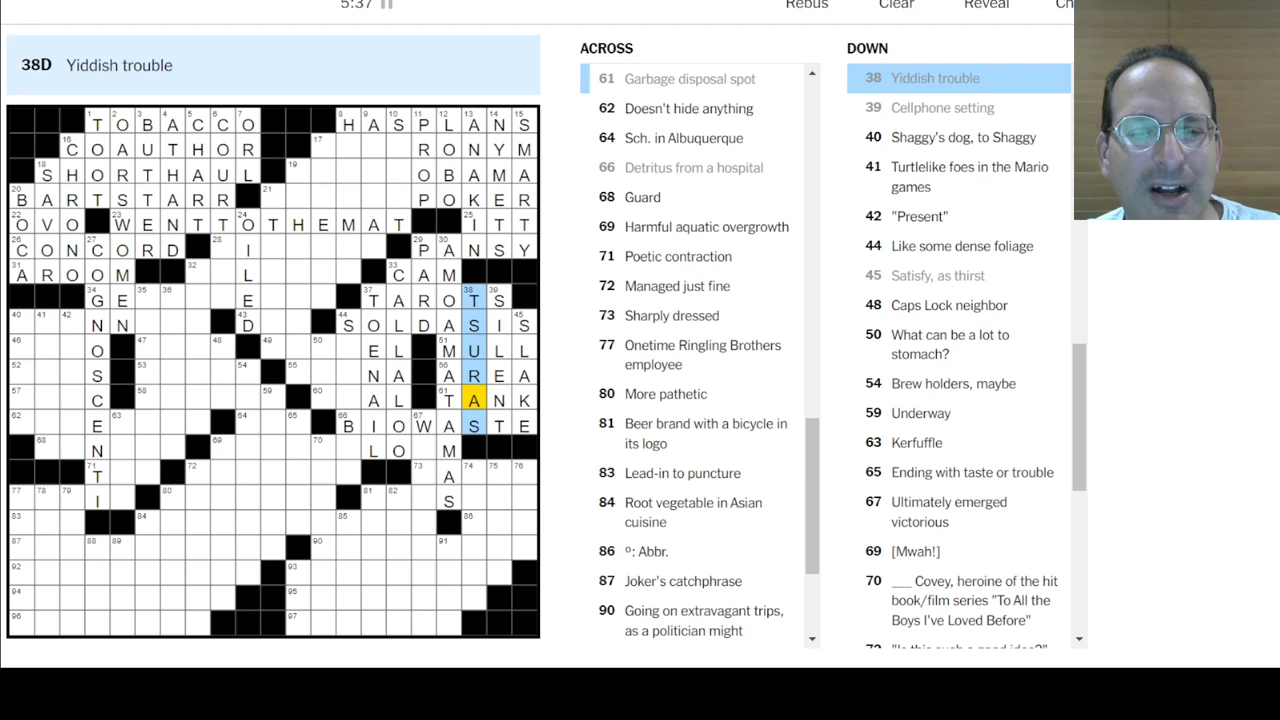 5:37
Rebus Clear Reveal Ch
38D Yiddish trouble
TOBACCO HASPLANS
COAUTHOR RONYM
SHORTHAUL OBAMA
BARTSTARR POKER
OVO WENTTOTHEMAT ITT
CONCORD I PANSY
AROOM L CAM
GE E TAROTS
NN D SOLDASIS
O EL MULL
S NA AREA
C AL TANK
E BIOWASTE
N LO M
T A
I S
ACROSS
61 Garbage disposal spot
62 Doesn't hide anything
64 Sch. in Albuquerque
66 Detritus from a hospital
68 Guard
69 Harmful aquatic overgrowth
71 Poetic contraction
72 Managed just fine
73 Sharply dressed
77 Onetime Ringling Brothers
employee
80 More pathetic
81 Beer brand with a bicycle in
its logo
83 Lead-in to puncture
84 Root vegetable in Asian
cuisine
86 º: Abbr.
87 Joker's catchphrase
90 Going on extravagant trips,
as a politician might
DOWN
38 Yiddish trouble
39 Cellphone setting
40 Shaggy's dog, to Shaggy
41 Turtlelike foes in the Mario
games
42 "Present"
44 Like some dense foliage
45 Satisfy, as thirst
48 Caps Lock neighbor
50 What can be a lot to
stomach?
54 Brew holders, maybe
59 Underway
63 Kerfuffle
65 Ending with taste or trouble
67 Ultimately emerged
victorious
69 [Mwah!]
70 ___ Covey, heroine of the hit
book/film series "To All the
Boys I've Loved Before"